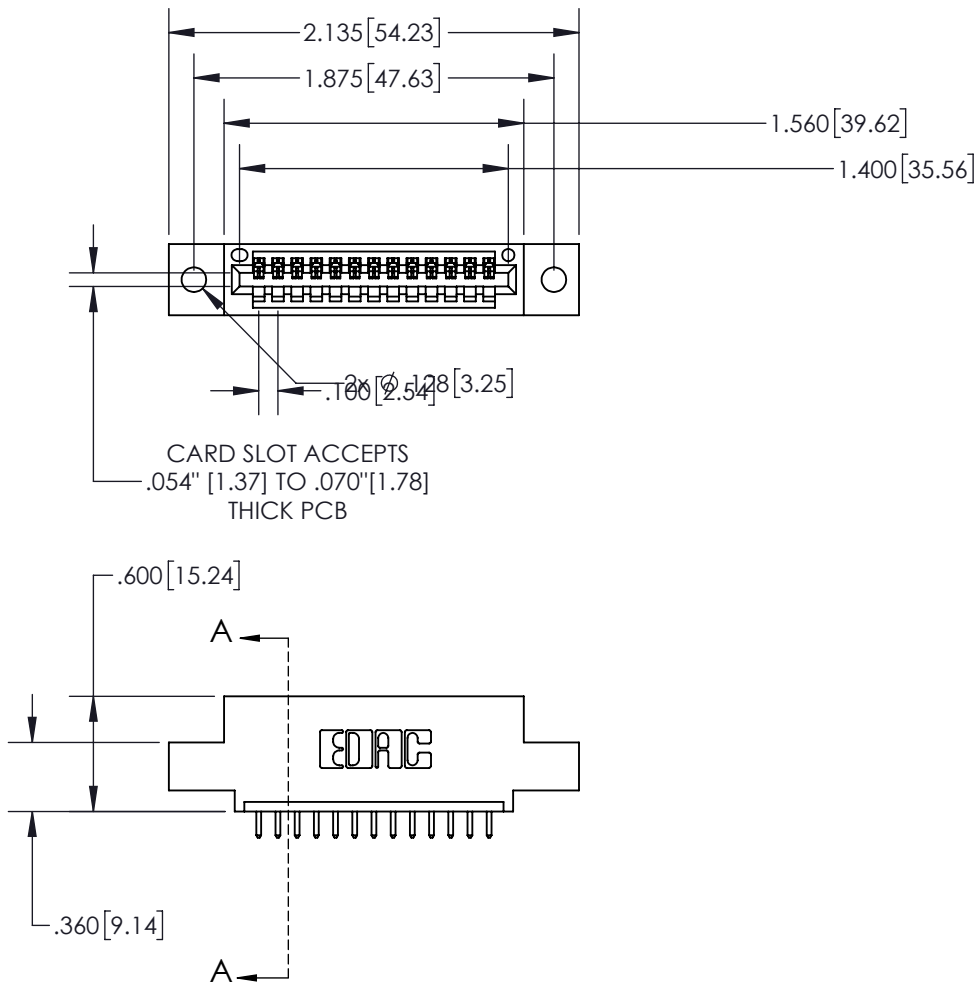 2.135[54.23]
1.875[47.63]
1.560[39.62]
1.400[35.56]
2x Ø .128[3.25]
.100[2.54]
CARD SLOT ACCEPTS
.054" [1.37] TO .070"[1.78]
THICK PCB
.600[15.24]
A
EDAC
.360[9.14]
A